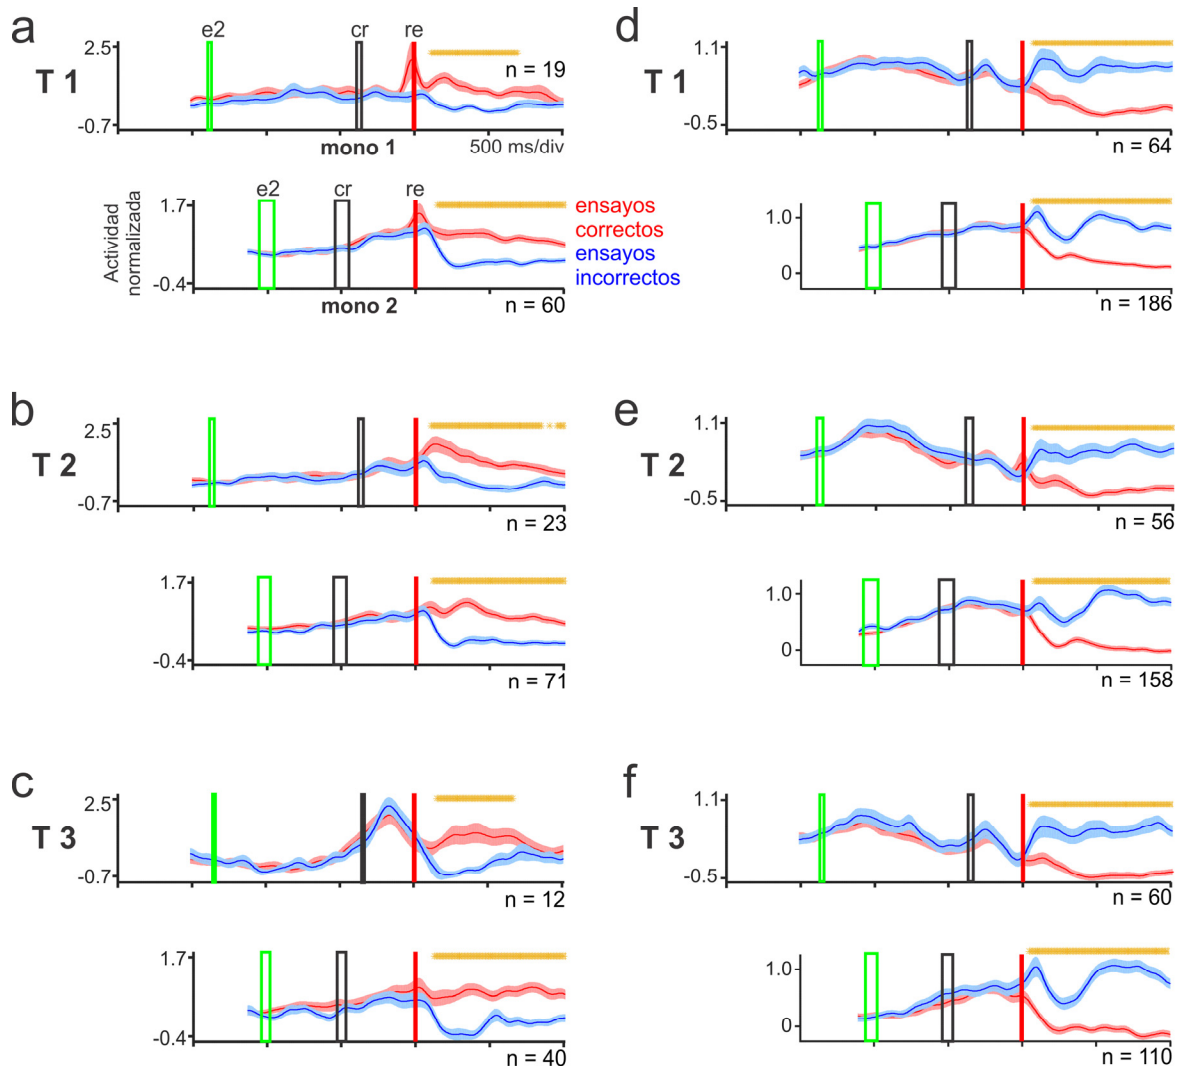 a
e2
cr
re
2.5
T 1
n = 19
-0.7
mono 1
500 ms/div
e2
cr
re
Actividad
normalizada
1.7
ensayos
correctos
ensayos
incorrectos
-0.4
mono 2
n = 60
b
2.5
T 2
-0.7
n = 23
1.7
-0.4
n = 71
c
2.5
T 3
-0.7
n = 12
1.7
-0.4
n = 40
d
1.1
T 1
-0.5
n = 64
1.0
0
n = 186
e
1.1
T 2
-0.5
n = 56
1.0
0
n = 158
f
1.1
T 3
-0.5
n = 60
1.0
0
n = 110